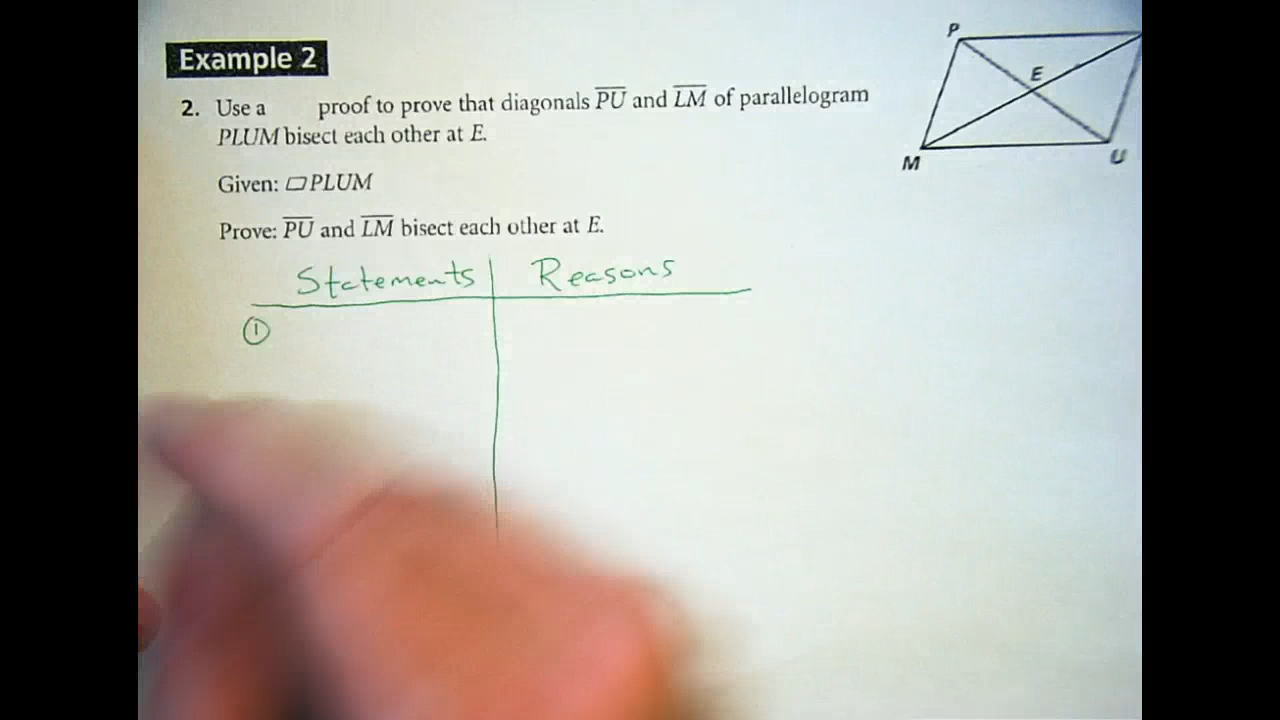 Example 2
2. Use a proof to prove that diagonals PU and LM of parallelogram
PLUM bisect each other at E.
Given: ▱PLUM
Prove: PU and LM bisect each other at E.
Statements Reasons
①
P
E
M
U